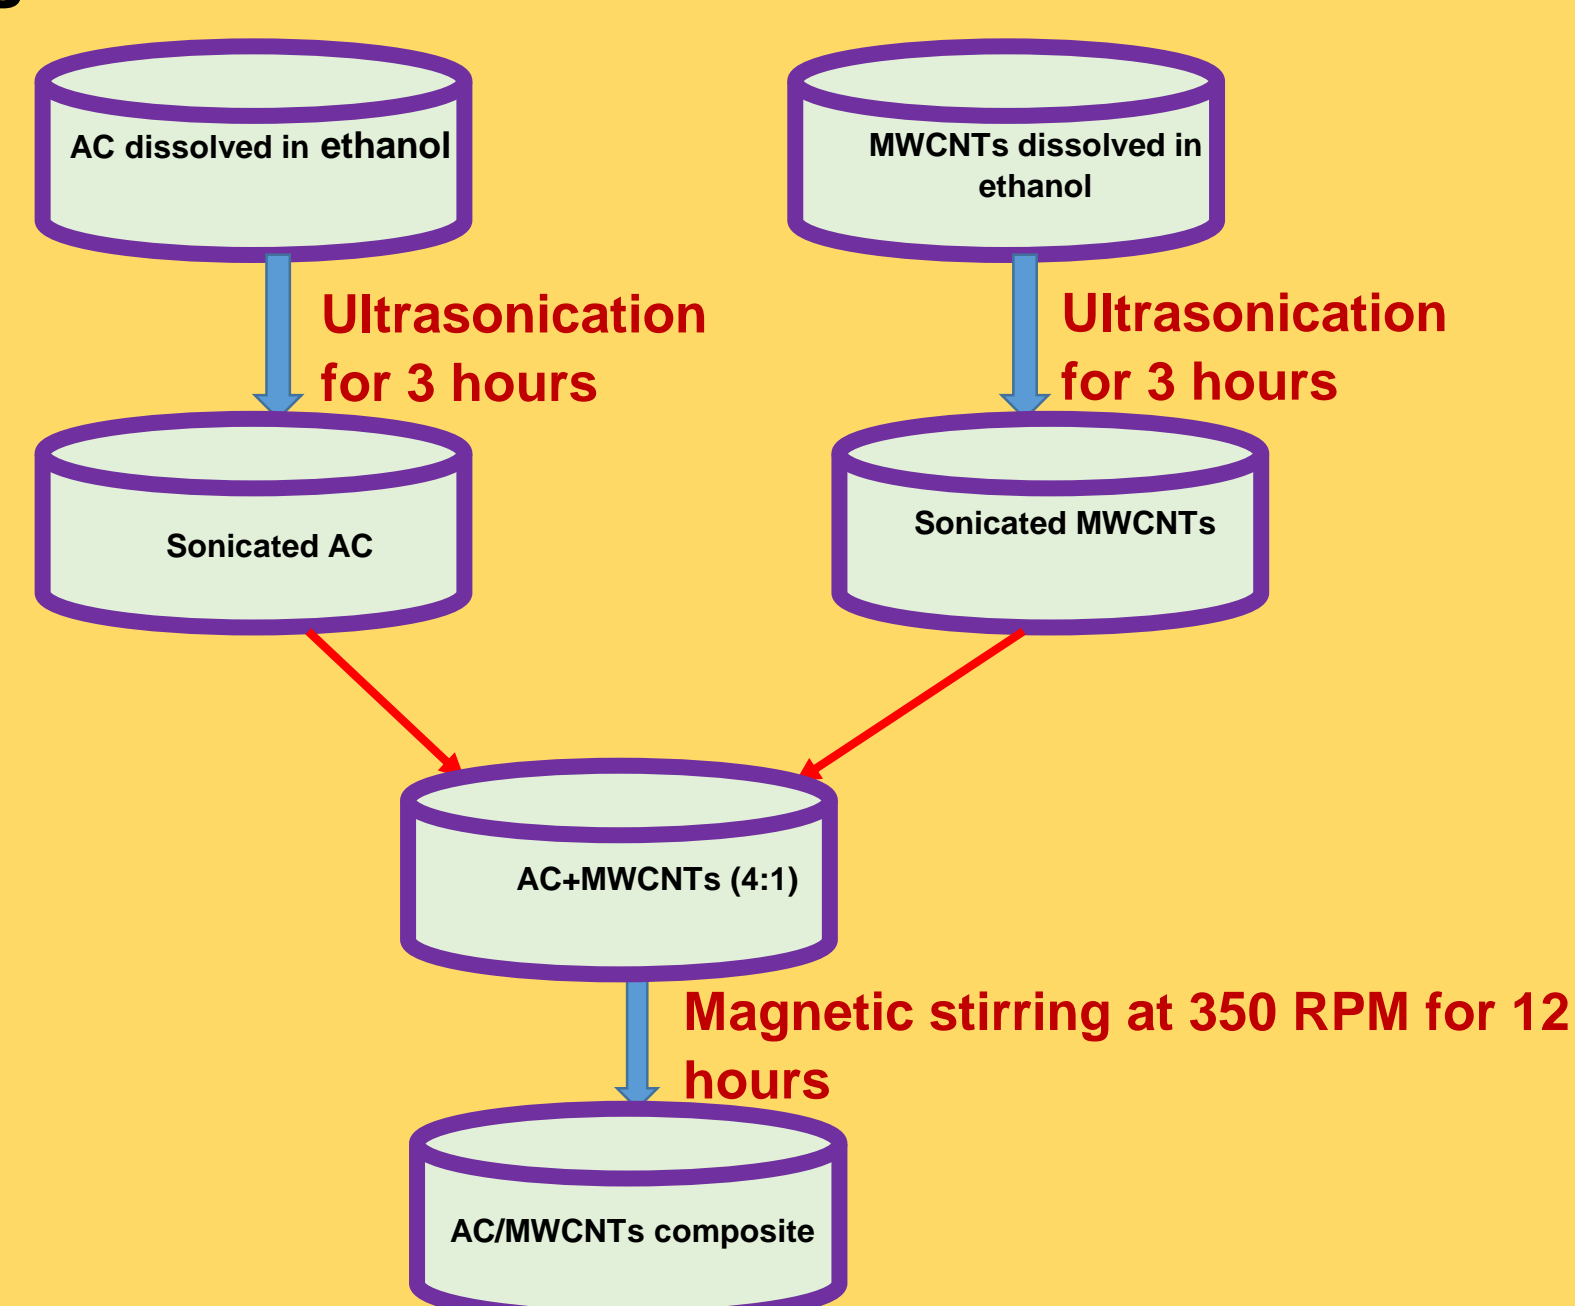 AC dissolved in ethanol
MWCNTs dissolved in
ethanol
Ultrasonication
for 3 hours
Ultrasonication
for 3 hours
Sonicated AC
Sonicated MWCNTs
AC+MWCNTs (4:1)
Magnetic stirring at 350 RPM for 12
hours
AC/MWCNTs composite